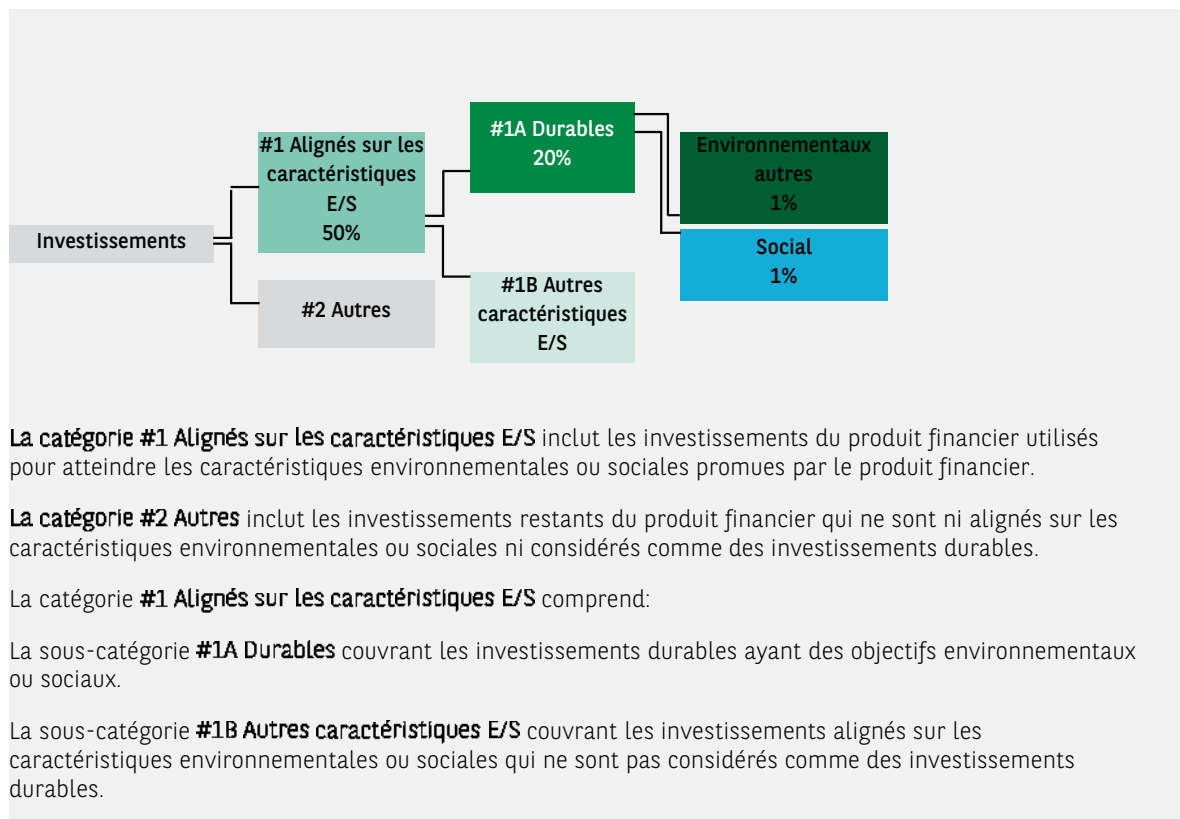 #1A Durables
20%
#1 Alignés sur les
caractéristiques
E/S
50%
Environnementaux
autres
1%
Investissements
Social
1%
#2 Autres
#1B Autres
caractéristiques
E/S
La catégorie #1 Alignés sur les caractéristiques E/S inclut les investissements du produit financier utilisés
pour atteindre les caractéristiques environnementales ou sociales promues par le produit financier.
La catégorie #2 Autres inclut les investissements restants du produit financier qui ne sont ni alignés sur les
caractéristiques environnementales ou sociales ni considérés comme des investissements durables.
La catégorie #1 Alignés sur les caractéristiques E/S comprend:
La sous-catégorie #1A Durables couvrant les investissements durables ayant des objectifs environnementaux
ou sociaux.
La sous-catégorie #1B Autres caractéristiques E/S couvrant les investissements alignés sur les
caractéristiques environnementales ou sociales qui ne sont pas considérés comme des investissements
durables.